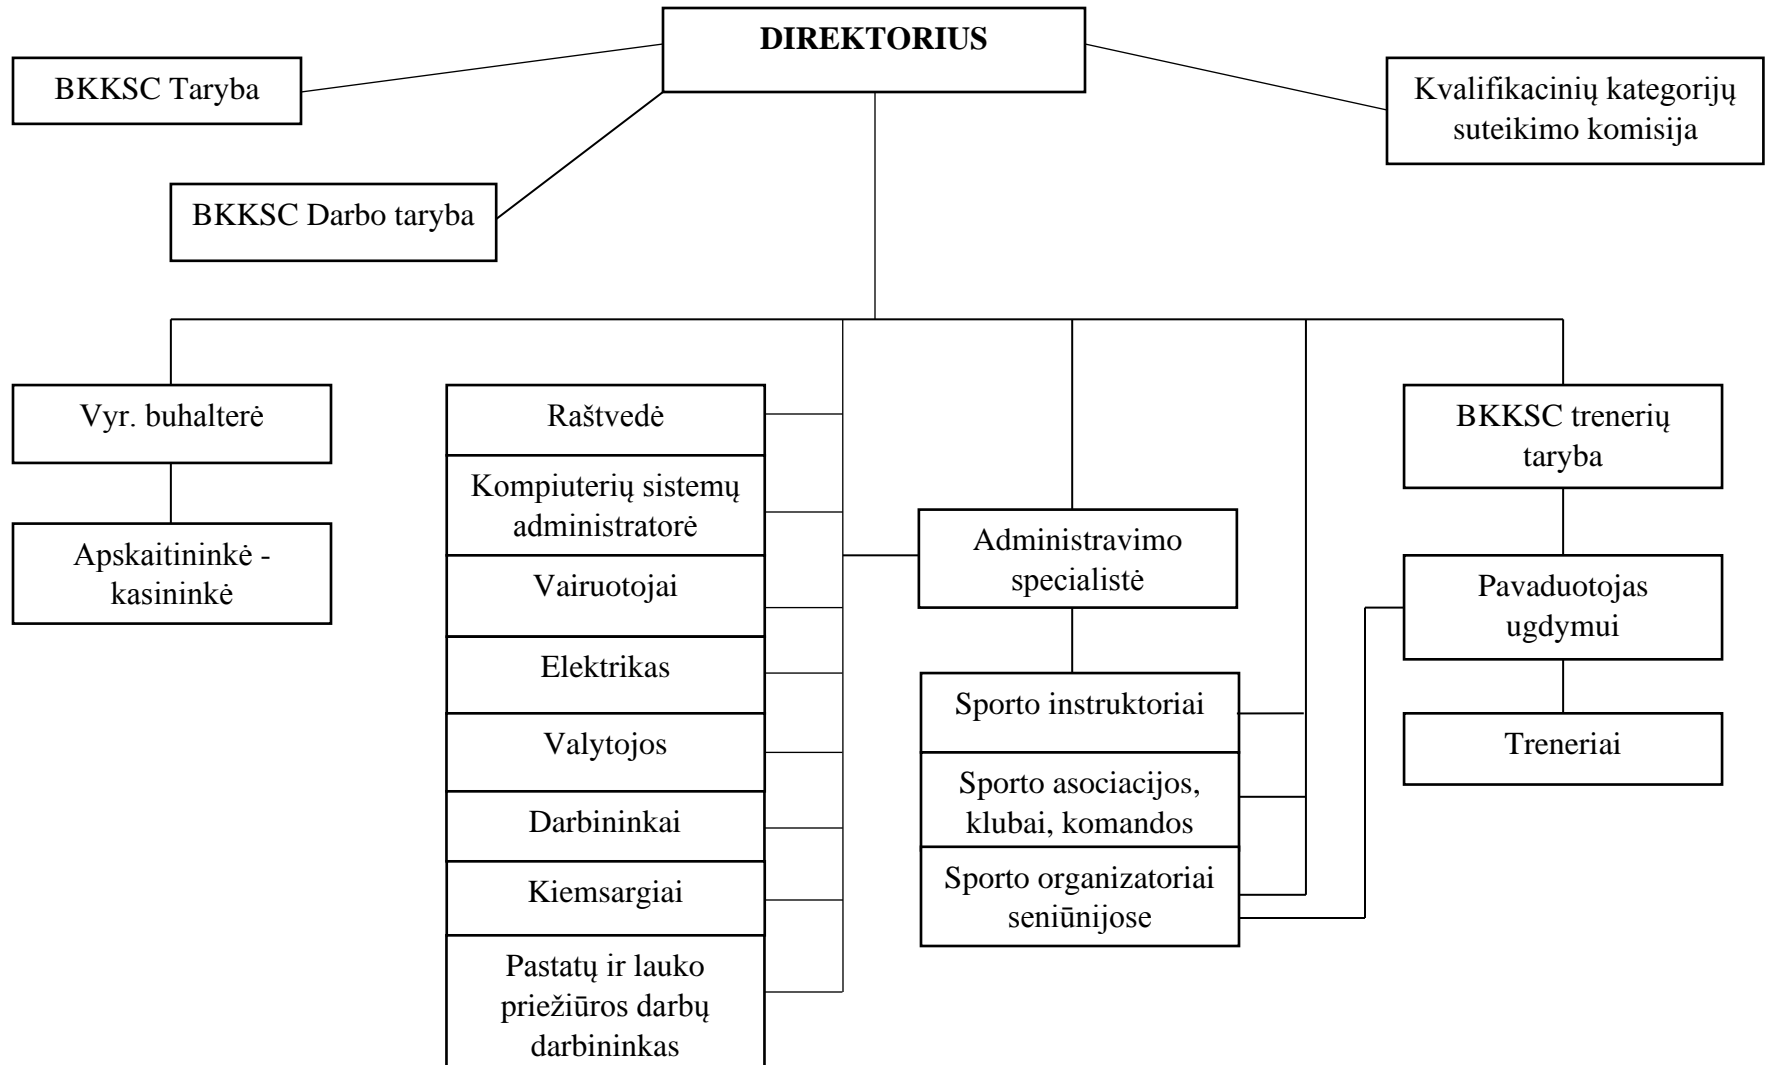 DIREKTORIUS
BKKSC Taryba
Kvalifikacinių kategorijų
suteikimo komisija
BKKSC Darbo taryba
Vyr. buhalterė
Apskaitininkė -
kasininkė
Raštvedė
Kompiuterių sistemų
administratorė
Vairuotojai
Elektrikas
Valytojos
Darbininkai
Kiemsargiai
Pastatų ir lauko
priežiūros darbų
darbininkas
Administravimo
specialistė
Sporto instruktoriai
Sporto asociacijos,
klubai, komandos
Sporto organizatoriai
seniūnijose
BKKSC trenerių
taryba
Pavaduotojas
ugdymui
Treneriai